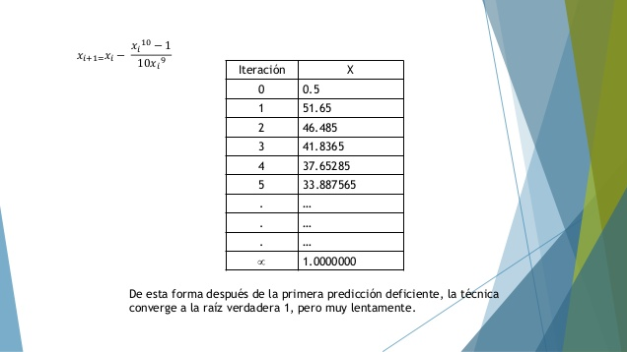 x_{i+1=}x_i − \frac{x_i^{10} − 1}{10x_i^9}
Iteración X
0 0.5
1 51.65
2 46.485
3 41.8365
4 37.65285
5 33.887565
. ...
. ...
. ...
∝ 1.0000000
De esta forma después de la primera predicción deficiente, la técnica
converge a la raíz verdadera 1, pero muy lentamente.